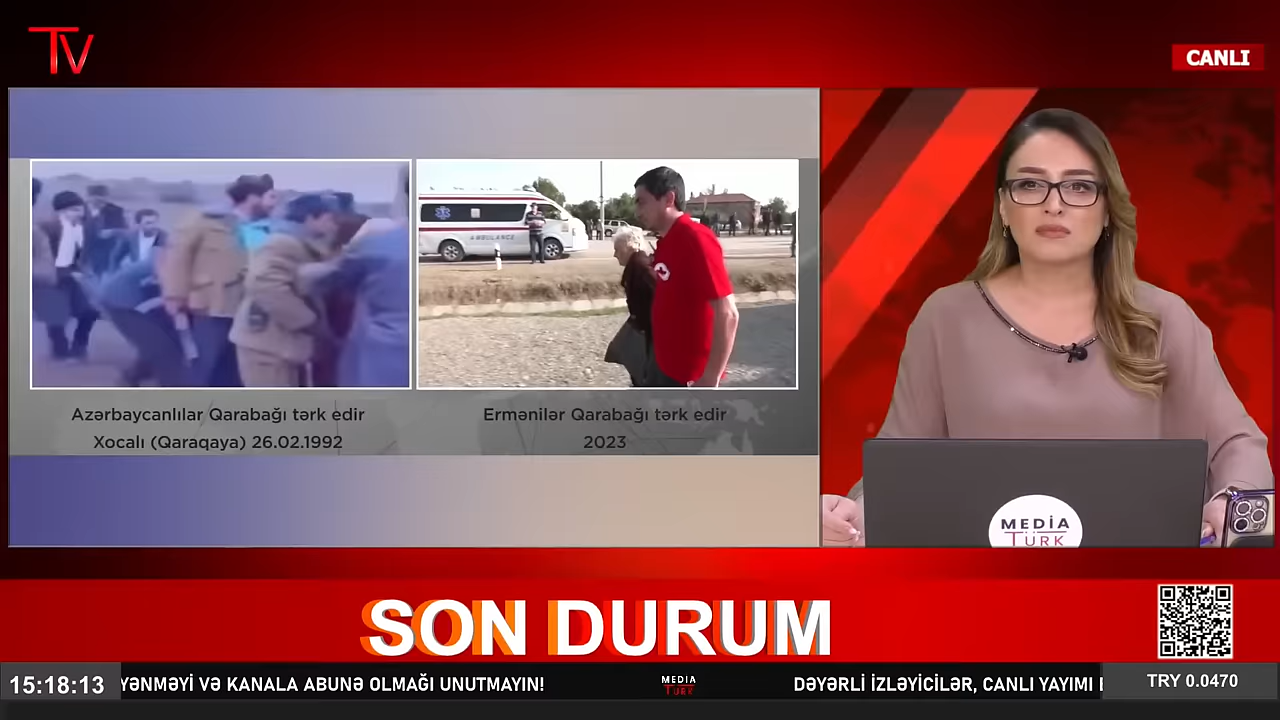 TV
CANLI
AMBULANCE
Azərbaycanlılar Qarabağı tərk edir
Xocalı (Qaraqaya) 26.02.1992
Ermənilər Qarabağı tərk edir
2023
MEDİA
TÜRK
SON DURUM
15:18:13
YƏNMƏYİ VƏ KANALA ABUNƏ OLMAĞI UNUTMAYIN!
MEDİA
TÜRK
DƏYƏRLİ İZLƏYİCİLƏR, CANLI YAYIMI
TRY 0.0470